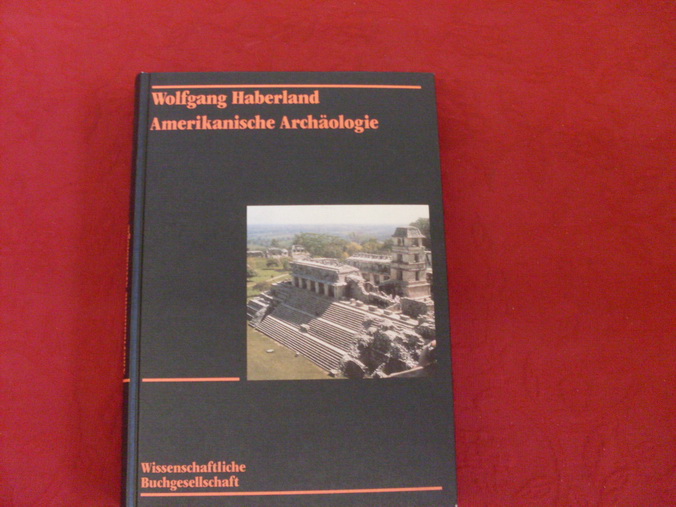 Wolfgang Haberland
Amerikanische Archäologie
Wissenschaftliche
Buchgesellschaft